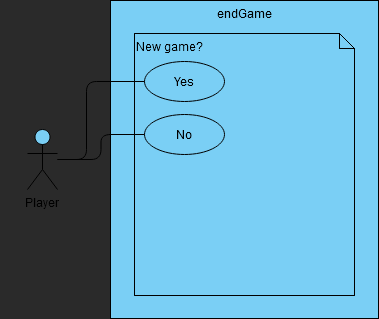 endGame
New game?
Yes
No
Player